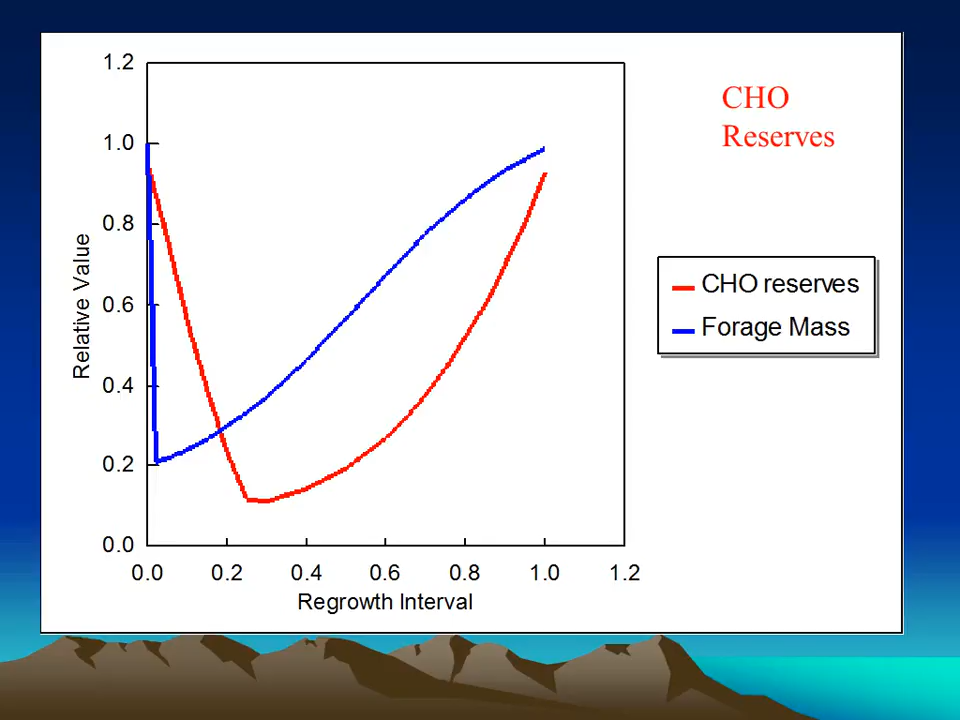 CHO
Reserves
1.2
1.0
0.8
0.6
0.4
0.2
0.0
Relative Value
0.0 0.2 0.4 0.6 0.8 1.0 1.2
Regrowth Interval
CHO reserves
Forage Mass